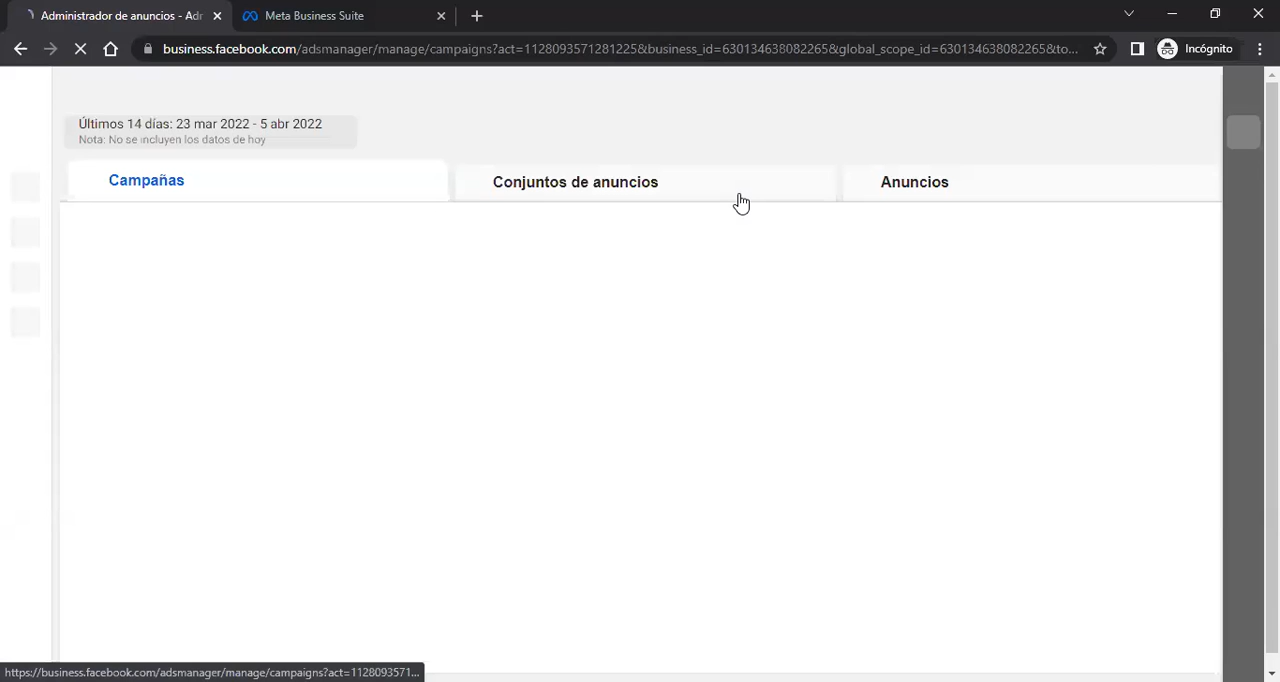 Administrador de anuncios - Adr
Meta Business Suite
business.facebook.com/adsmanager/manage/campaigns?act=1128093571281225&business_id=630134638082265&global_scope_id=630134638082265&to...
Incógnito
Últimos 14 días: 23 mar 2022 - 5 abr 2022
Nota: No se incluyen los datos de hoy
Campañas
Conjuntos de anuncios
Anuncios
https://business.facebook.com/adsmanager/manage/campaigns?act=1128093571...